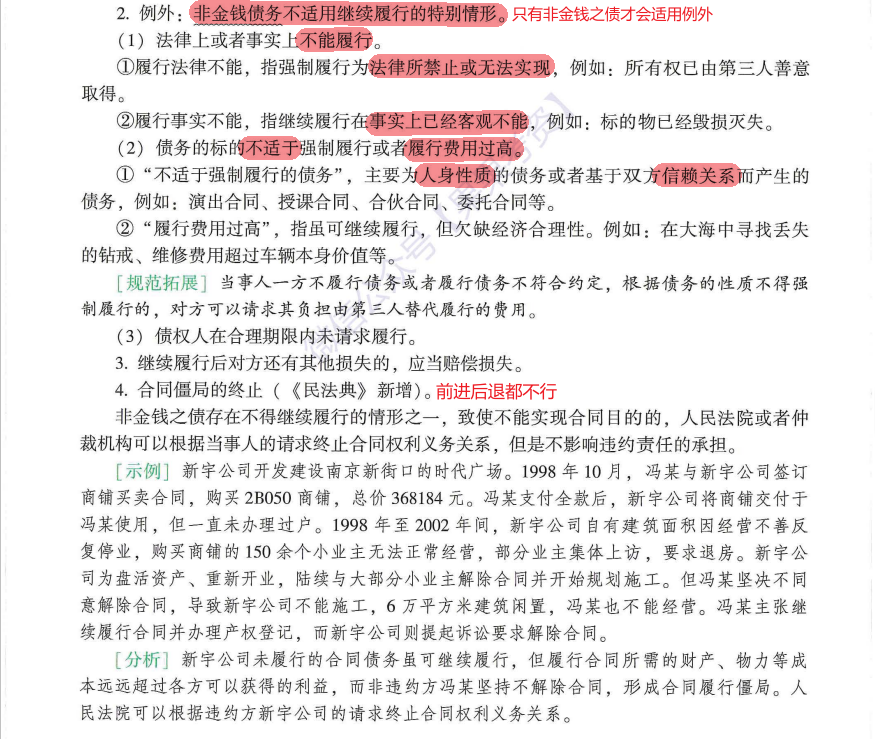 2. 例外：非金钱债务不适用继续履行的特别情形。只有非金钱之债才会适用例外
（1）法律上或者事实上不能履行。
①履行法律不能，指强制履行为法律所禁止或无法实现，例如：所有权已由第三人善意
取得。
②履行事实不能，指继续履行在事实上已经客观不能，例如：标的物已经毁损灭失。
（2）债务的标的不适于强制履行或者履行费用过高。
①“不适于强制履行的债务”，主要为人身性质的债务或者基于双方信赖关系而产生的
债务，例如：演出合同、授课合同、合伙合同、委托合同等。
②“履行费用过高”，指虽可继续履行，但欠缺经济合理性。例如：在大海中寻找丢失
的钻戒、维修费用超过车辆本身价值等。
［规范拓展］当事人一方不履行债务或者履行债务不符合约定，根据债务的性质不得强
制履行的，对方可以请求其负担由第三人替代履行的费用。
（3）债权人在合理期限内未请求履行。
3. 继续履行后对方还有其他损失的，应当赔偿损失。
4. 合同僵局的终止（《民法典》新增）。前进后退都不行
非金钱之债存在不得继续履行的情形之一，致使不能实现合同目的的，人民法院或者仲
裁机构可以根据当事人的请求终止合同权利义务关系，但是不影响违约责任的承担。
［示例］新宇公司开发建设南京新街口的时代广场。1998 年 10 月，冯某与新宇公司签订
商铺买卖合同，购买 2B050 商铺，总价 368184 元。冯某支付全款后，新宇公司将商铺交付于
冯某使用，但一直未办理过户。1998 年至 2002 年间，新宇公司自有建筑面积因经营不善反
复停业，购买商铺的 150 余个小业主无法正常经营，部分业主集体上访，要求退房。新宇公
司为盘活资产、重新开业，陆续与大部分小业主解除合同并开始规划施工。但冯某坚决不同
意解除合同，导致新宇公司不能施工，6 万平方米建筑闲置，冯某也不能经营。冯某主张继
续履行合同并办理产权登记，而新宇公司则提起诉讼要求解除合同。
［分析］新宇公司未履行的合同债务虽可继续履行，但履行合同所需的财产、物力等成
本远远超过各方可以获得的利益，而非违约方冯某坚持不解除合同，形成合同履行僵局。人
民法院可以根据违约方新宇公司的请求终止合同权利义务关系。